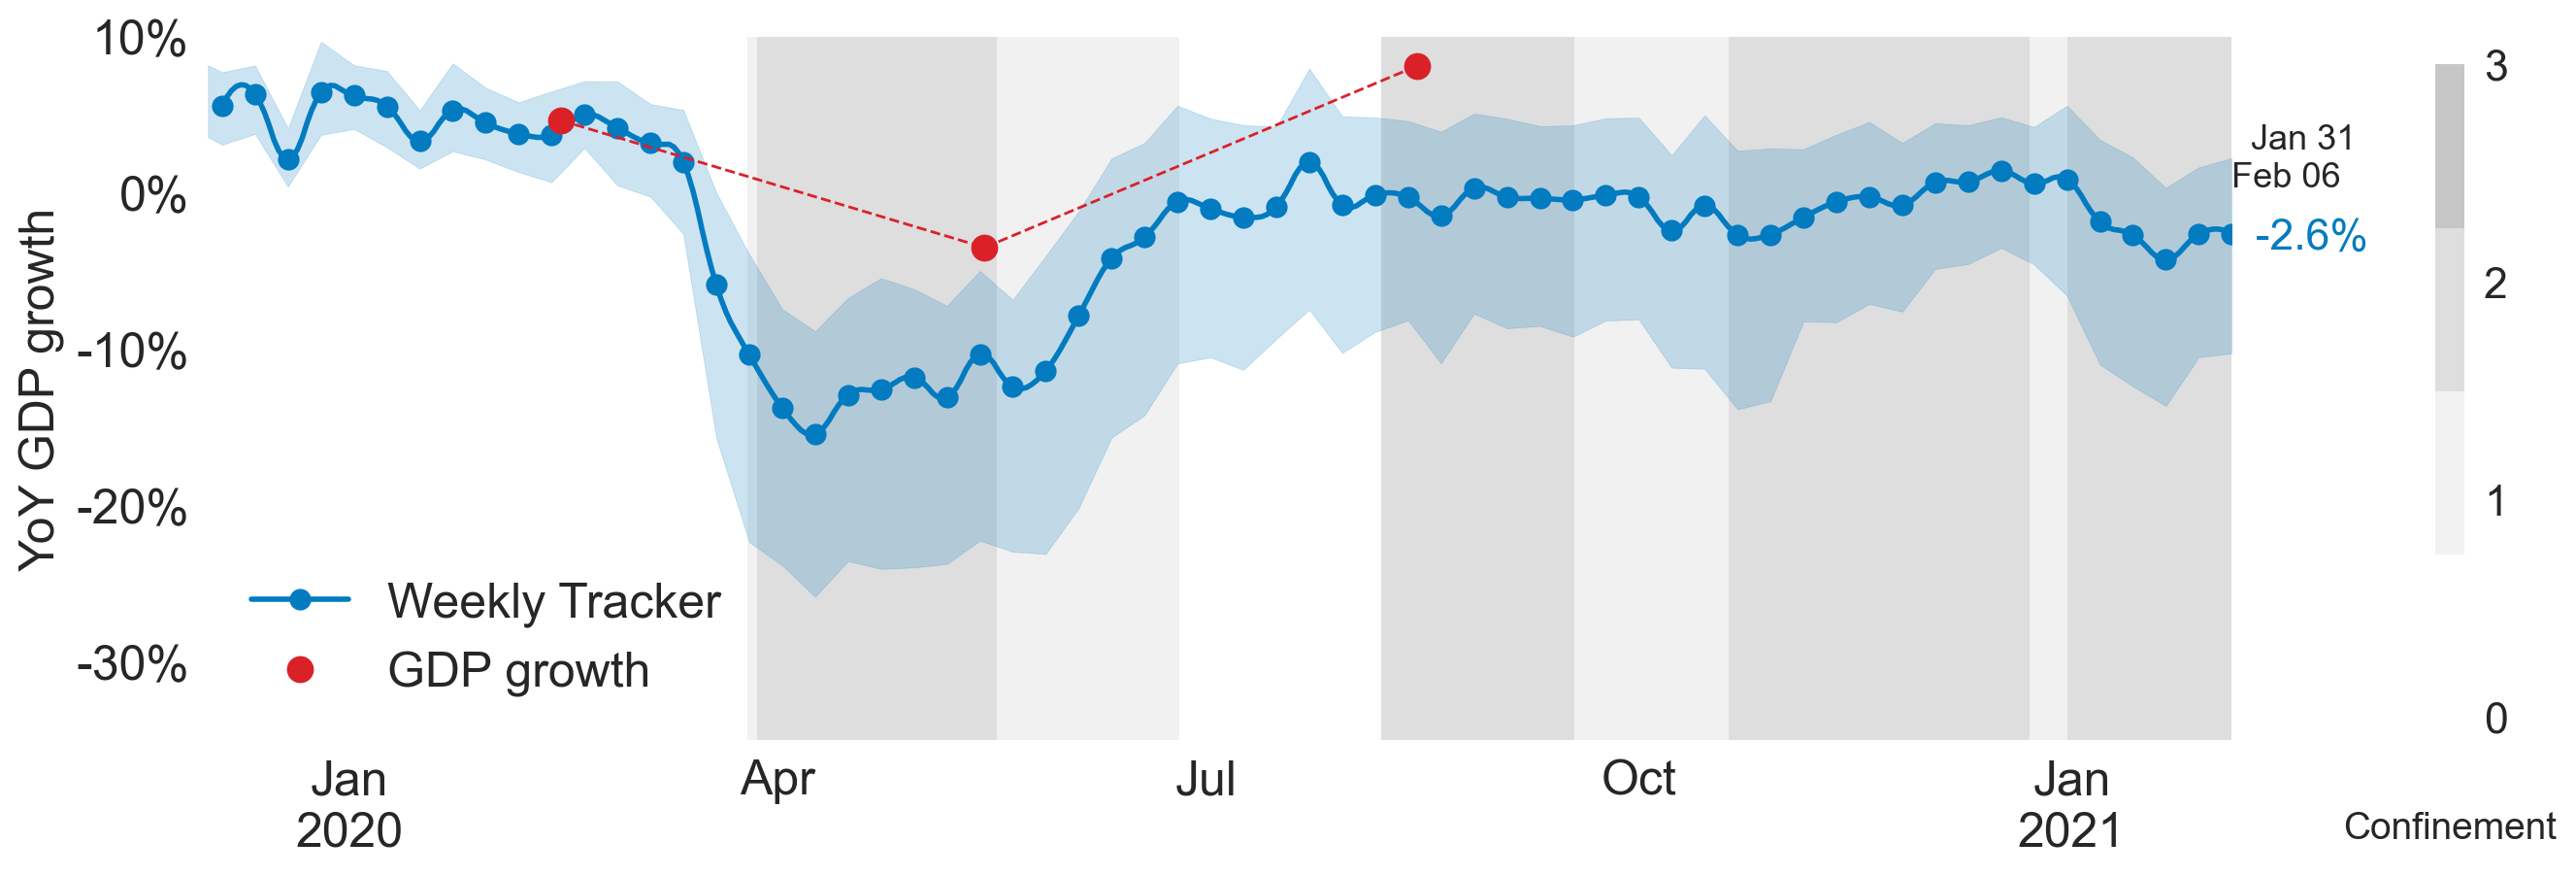 YoY GDP growth
10%
0%
-10%
-20%
-30%
Weekly Tracker
GDP growth
Jan
2020
Apr
Jul
Oct
Jan
2021
Jan 31
Feb 06
-2.6%
3
2
1
0
Confinement